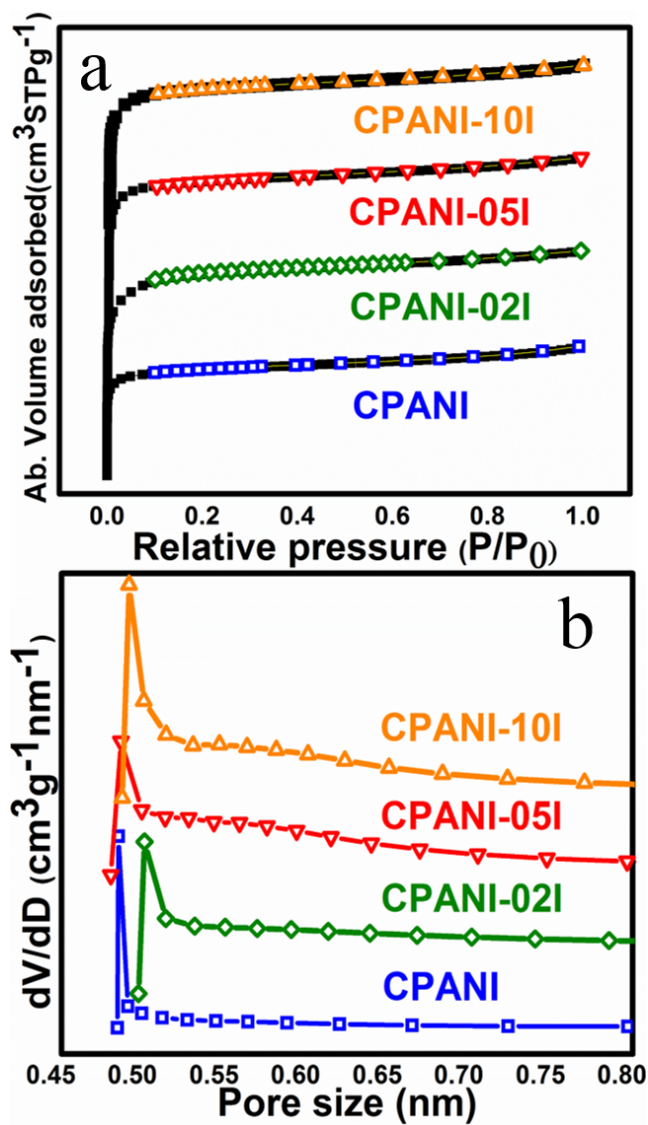 a
Ab. Volume adsorbed(cm³STPg⁻¹)
CPANI-10I
CPANI-05I
CPANI-02I
CPANI
0.0 0.2 0.4 0.6 0.8 1.0
Relative pressure (P/P₀)
b
dV/dD (cm³g⁻¹nm⁻¹)
CPANI-10I
CPANI-05I
CPANI-02I
CPANI
0.45 0.50 0.55 0.60 0.65 0.70 0.75 0.80
Pore size (nm)